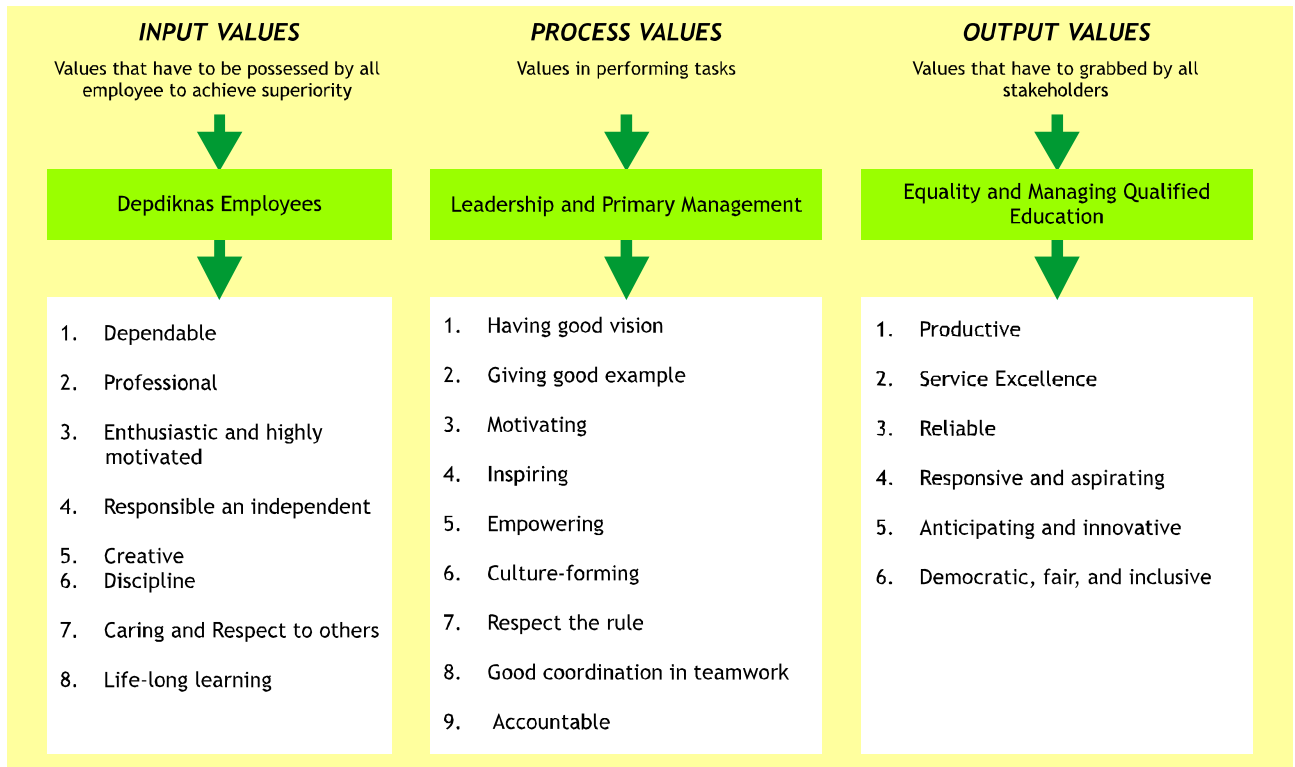 INPUT VALUES
Values that have to be possessed by all
employee to achieve superiority
Depdiknas Employees
1. Dependable
2. Professional
3. Enthusiastic and highly
motivated
4. Responsible an independent
5. Creative
6. Discipline
7. Caring and Respect to others
8. Life-long learning
PROCESS VALUES
Values in performing tasks
Leadership and Primary Management
1. Having good vision
2. Giving good example
3. Motivating
4. Inspiring
5. Empowering
6. Culture-forming
7. Respect the rule
8. Good coordination in teamwork
9. Accountable
OUTPUT VALUES
Values that have to grabbed by all
stakeholders
Equality and Managing Qualified
Education
1. Productive
2. Service Excellence
3. Reliable
4. Responsive and aspirating
5. Anticipating and innovative
6. Democratic, fair, and inclusive